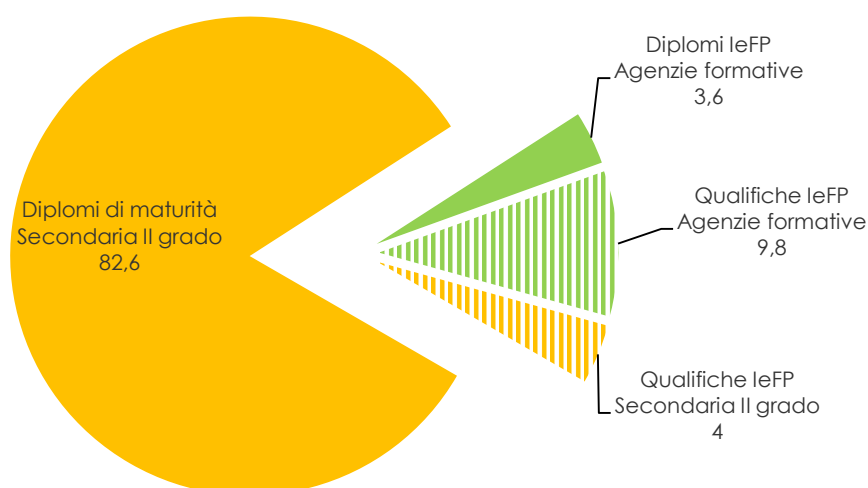 Diplomi IeFP
Agenzie formative
3,6
Diplomi di maturità
Secondaria II grado
82,6
Qualifiche IeFP
Agenzie formative
9,8
Qualifiche IeFP
Secondaria II grado
4